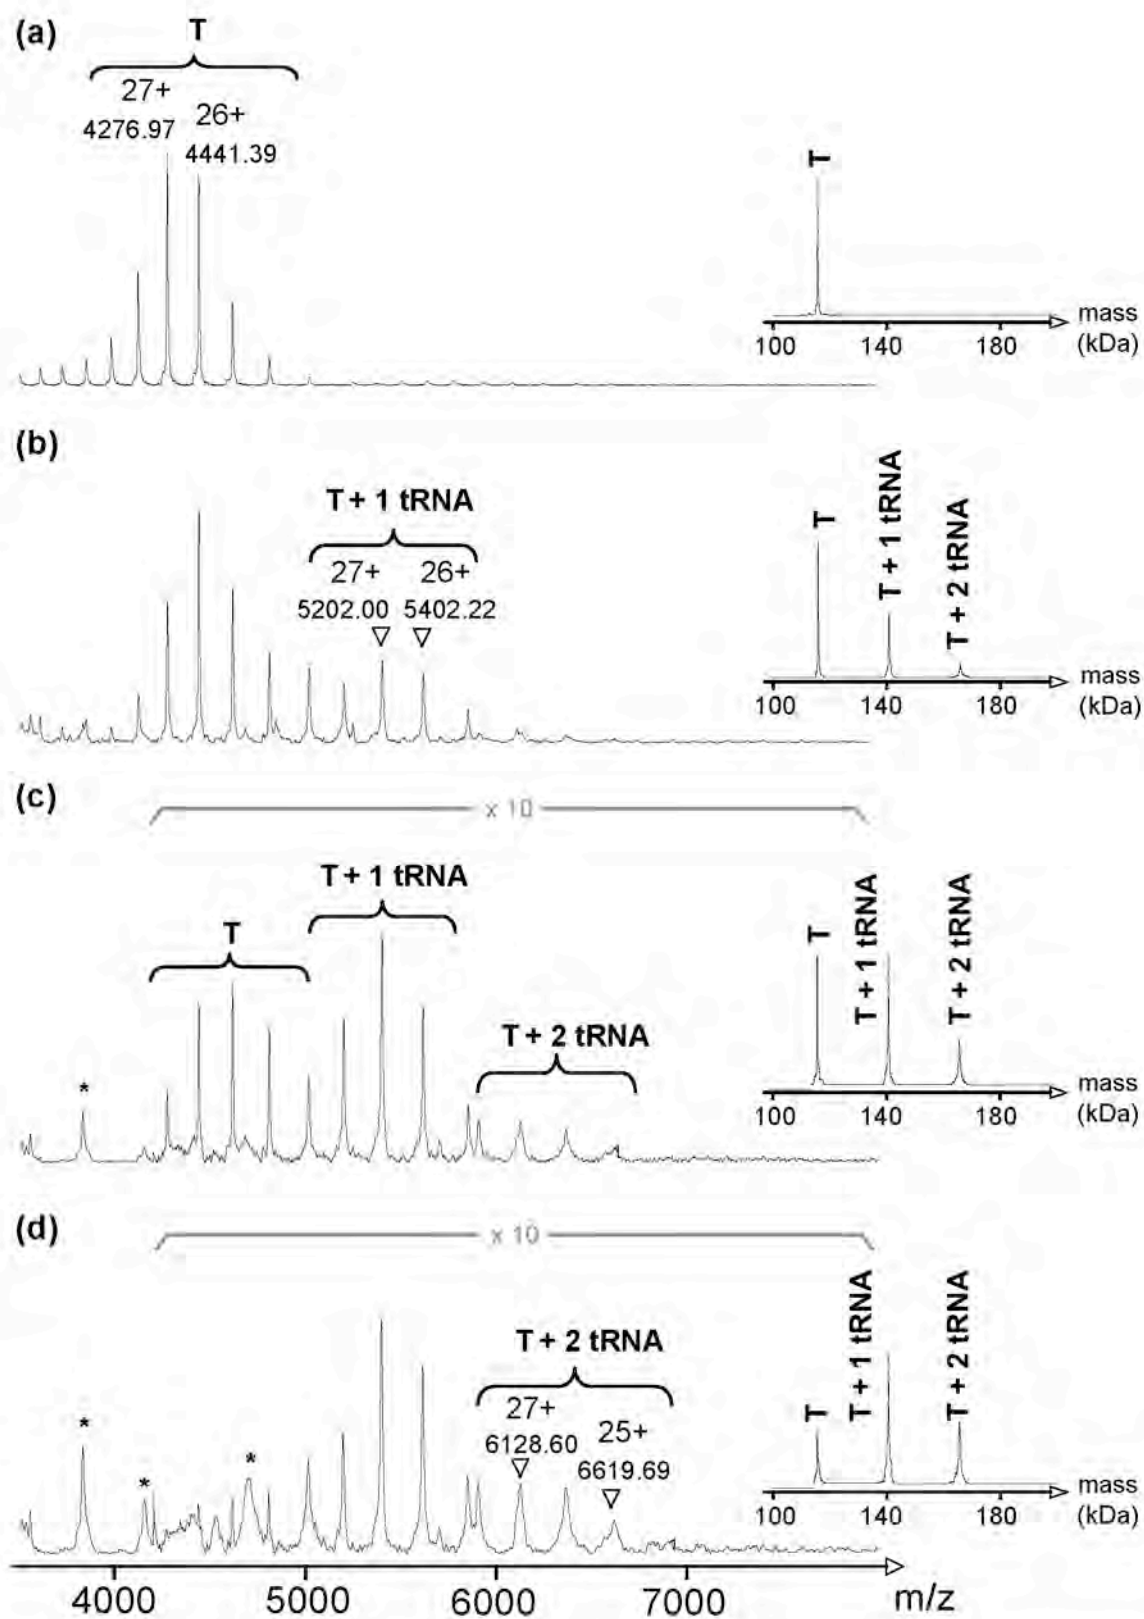 (a)
T
27+
4276.97
26+
4441.39
T
mass
(kDa)
100 140 180
(b)
T + 1 tRNA
27+ 26+
5202.00 5402.22
T
T + 1 tRNA
T + 2 tRNA
mass
(kDa)
100 140 180
(c)
x 10
T + 1 tRNA
T
T + 2 tRNA
*
T
T + 1 tRNA
T + 2 tRNA
mass
(kDa)
100 140 180
(d)
x 10
T + 2 tRNA
27+
6128.60
25+
6619.69
*
*
*
T
T + 1 tRNA
T + 2 tRNA
mass
(kDa)
100 140 180
4000 5000 6000 7000 m/z